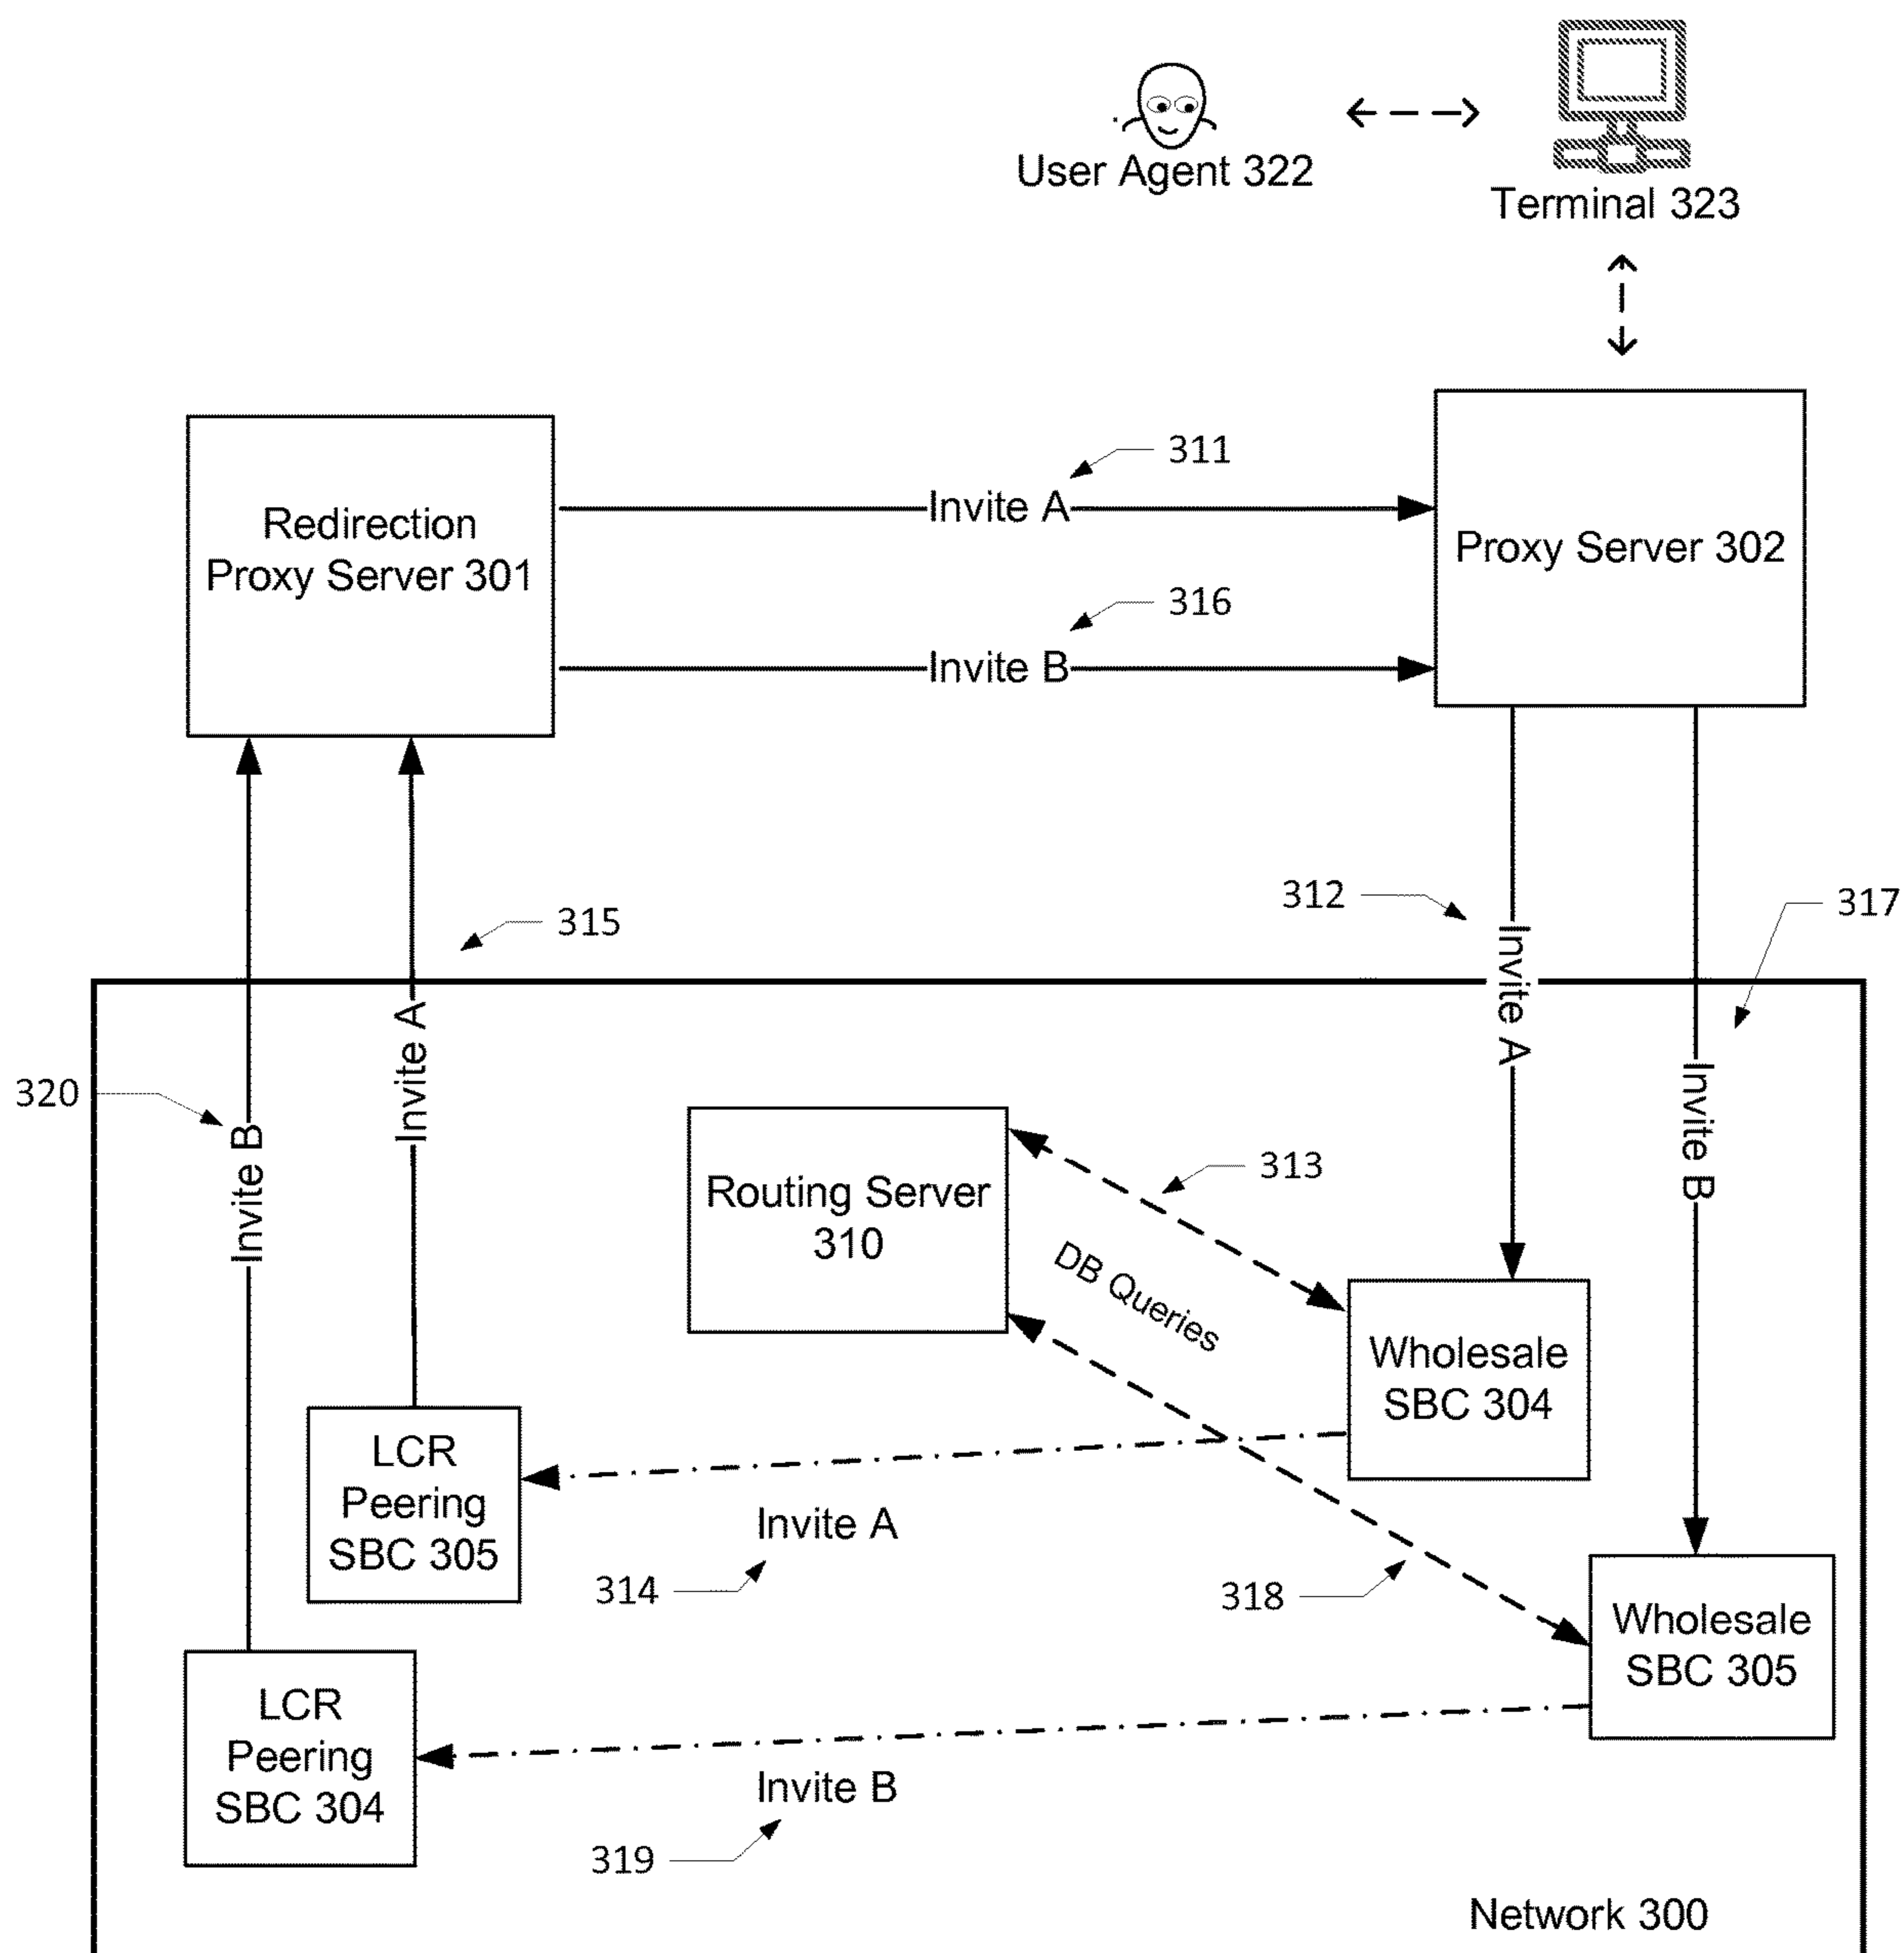 User Agent 322
Terminal 323
311
Invite A
Redirection
Proxy Server 301
Proxy Server 302
316
Invite B
312
317
315
Invite A
Invite B
Invite A
320
Invite B
313
Routing Server
310
DB Queries
Wholesale
SBC 304
LCR
Peering
SBC 305
Invite A
314
318
Wholesale
SBC 305
LCR
Peering
SBC 304
Invite B
319
Network 300